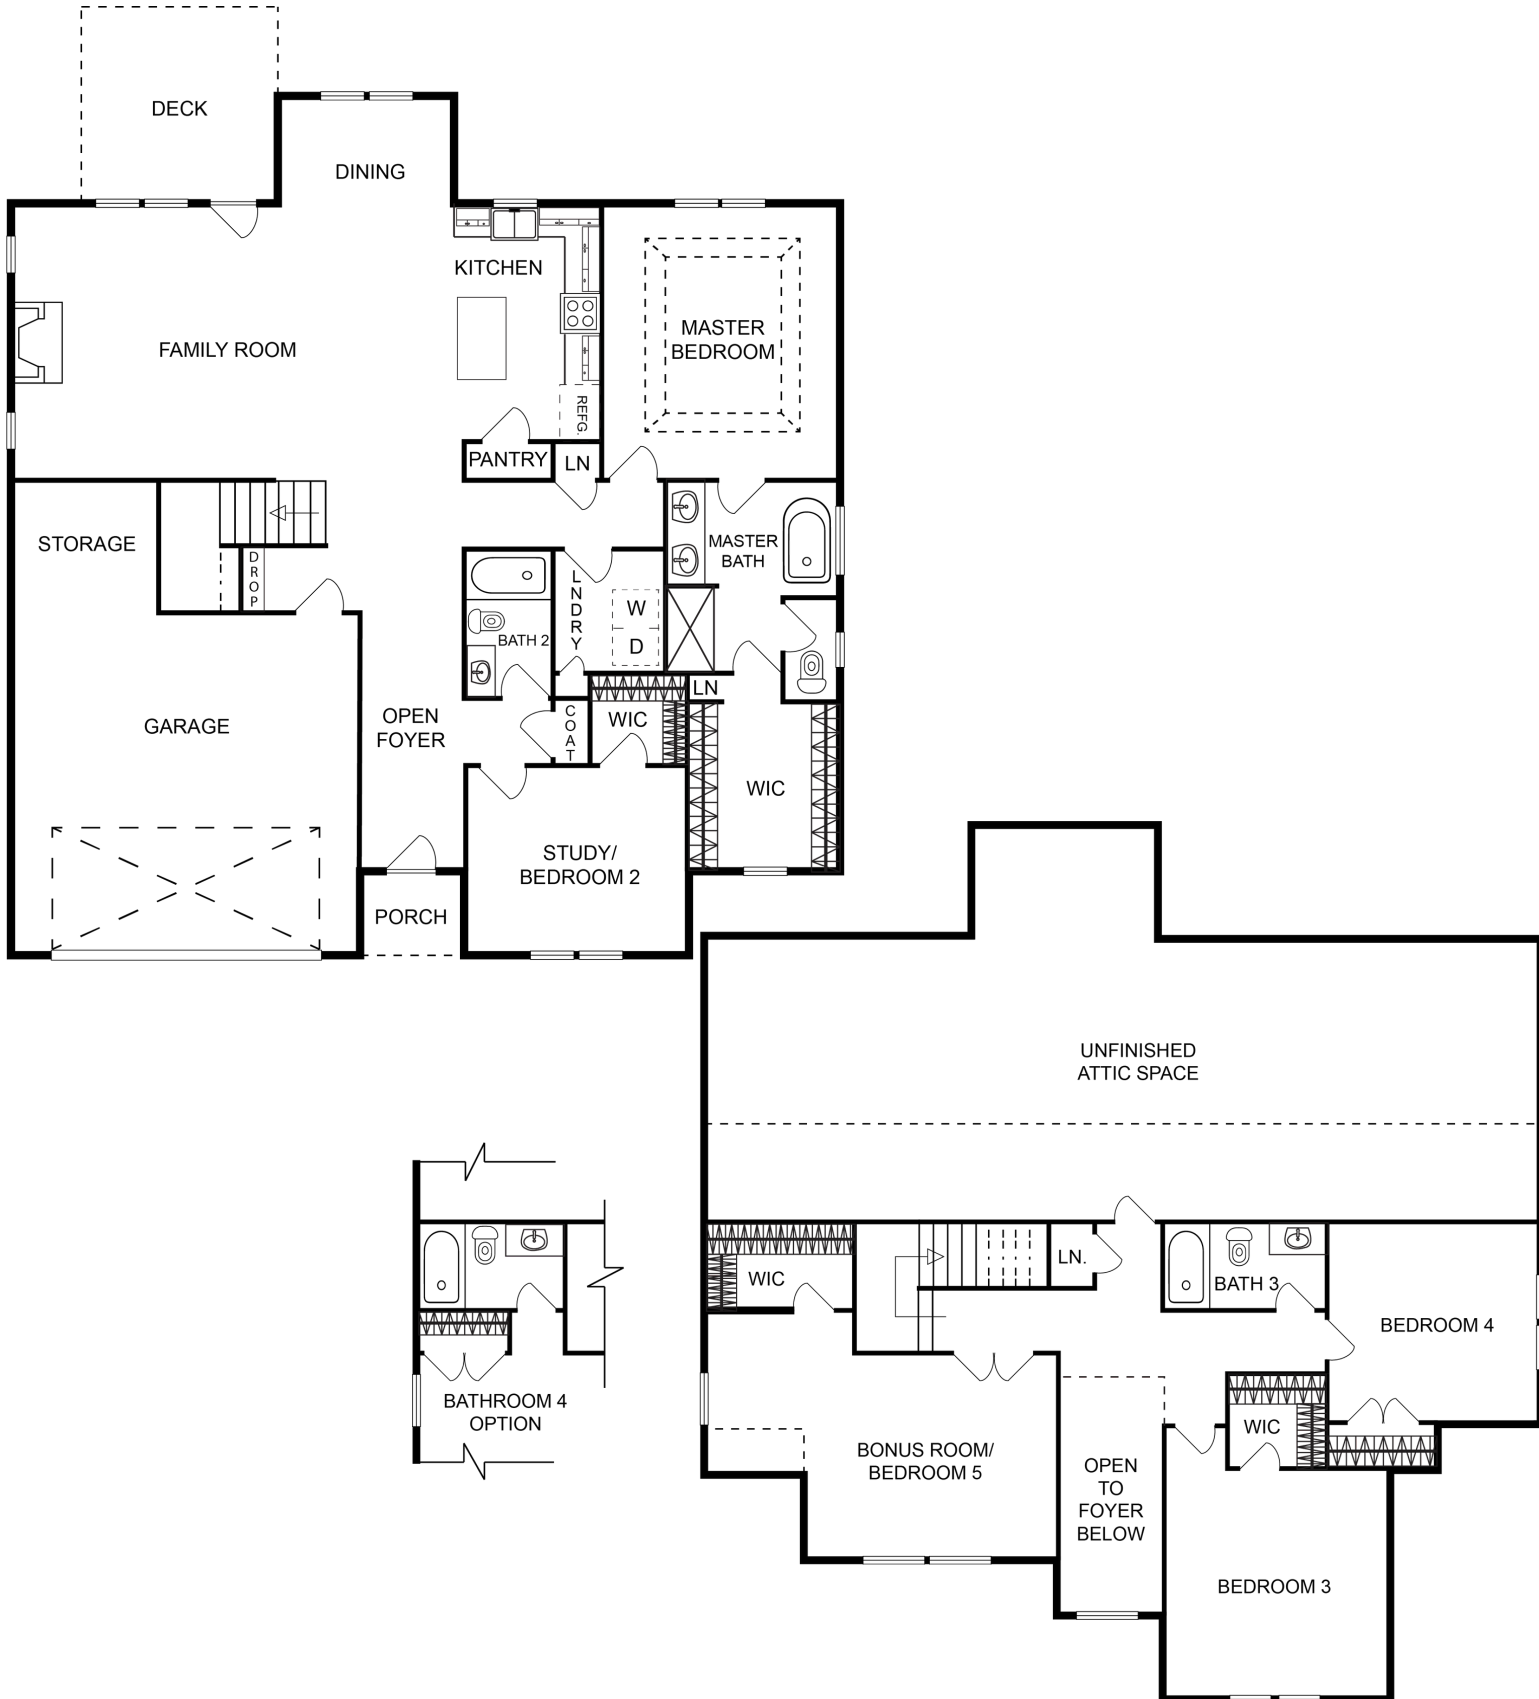 DECK
DINING
KITCHEN
FAMILY ROOM
MASTER
BEDROOM
REFG.
PANTRY
LN
STORAGE
DROP
LNDRY
W
D
MASTER
BATH
BATH 2
LN
GARAGE
OPEN
FOYER
COAT
WIC
WIC
STUDY/
BEDROOM 2
PORCH
UNFINISHED
ATTIC SPACE
WIC
LN.
BATH 3
BEDROOM 4
BATHROOM 4
OPTION
WIC
BONUS ROOM/
BEDROOM 5
OPEN
TO
FOYER
BELOW
BEDROOM 3